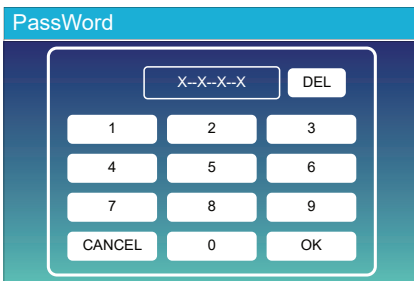 PassWord
X--X--X--X DEL
1 2 3
4 5 6
7 8 9
CANCEL 0 OK